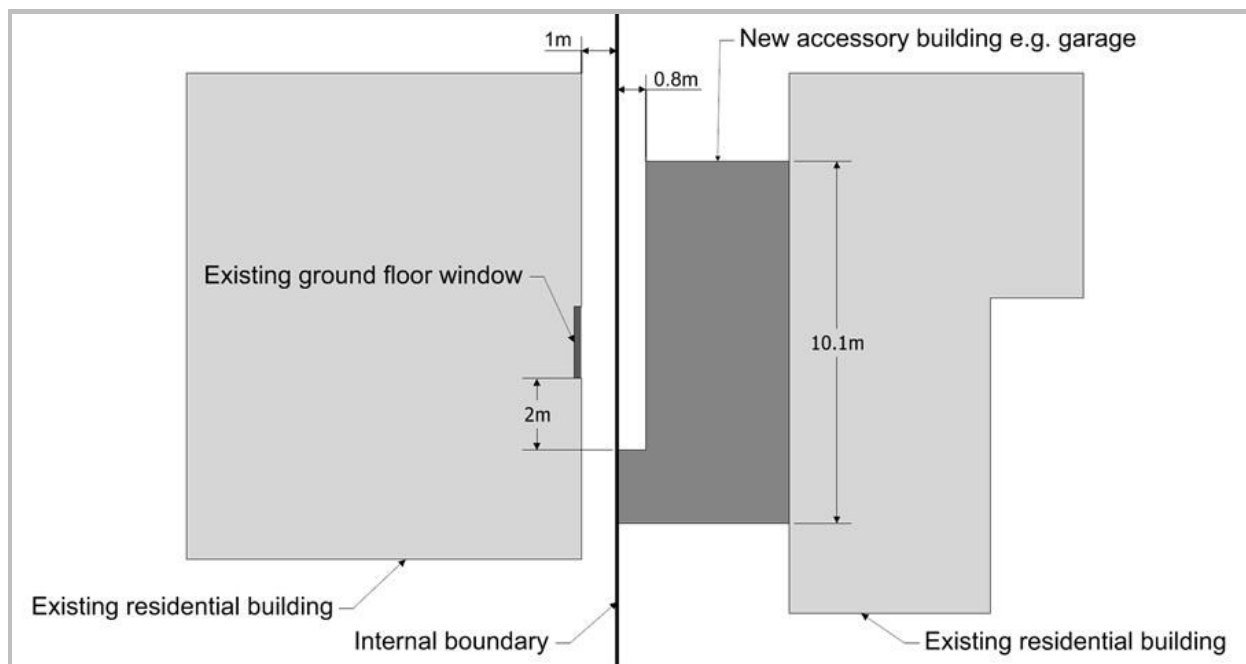 1m
New accessory building e.g. garage
0.8m
Existing ground floor window
10.1m
2m
Existing residential building
Internal boundary
Existing residential building